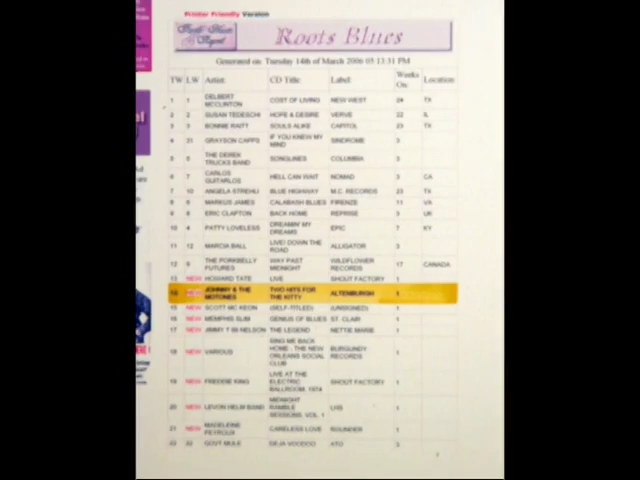 Printer Friendly Version
Roots Blues
Generated on: Tuesday 14th of March 2006 05:13:31 PM
TW LW Artist: CD Title: Label: Weeks On: Location:
1 1 DELBERT MCCLINTON COST OF LIVING NEW WEST 24 TX
2 2 SUSAN TEDESCHI HOPE & DESIRE VERVE 22 IL
3 3 BONNIE RAITT SOULS ALIKE CAPITOL 23 TX
4 31 GRAYSON CAPPS IF YOU KNEW MY MIND SINDROME 3
5 5 THE DEREK TRUCKS BAND SONGLINES COLUMBIA 3
6 7 CARLOS GUITARLOS HELL CAN WAIT NOMAD 3 CA
7 10 ANGELA STREHLI BLUE HIGHWAY M.C. RECORDS 23 TX
8 MARKUS JAMES CALABASH BLUES FIRENZE 11 VA
9 ERIC CLAPTON BACK HOME REPRISE 3 UK
10 4 PATTY LOVELESS DREAMIN' MY DREAMS EPIC 7 KY
11 12 MARCIA BALL LIVE! DOWN THE ROAD ALLIGATOR 3
12 THE PORKBELLY FUTURES WAY PAST MIDNIGHT WILDFLOWER RECORDS 17 CANADA
13 NEW HOWARD TATE LIVE SHOUT FACTORY 1
14 NEW JOHNNY & THE MOTONES TWO HITS FOR THE KITTY ALTENBURGH 1
15 NEW SCOTT MC KEON (SELF-TITLED) (UNSIGNED) 1
16 NEW MEMPHIS SLIM GENIUS OF BLUES ST. CLAIR 1
17 NEW JIMMY T 99 NELSON THE LEGEND NETTIE MARIE 1
18 NEW VARIOUS SING ME BACK HOME - THE NEW ORLEANS SOCIAL CLUB BURGUNDY RECORDS 1
19 NEW FREDDIE KING LIVE AT THE ELECTRIC BALLROOM, 1974 SHOUT FACTORY 1
20 NEW LEVON HELM BAND MIDNIGHT RAMBLE SESSIONS, VOL. 1 1
21 NEW MADELEINE PEYROUX CARELESS LOVE ROUNDER 1
22 22 GOVT MULE DEJA VOODOO ATO 3